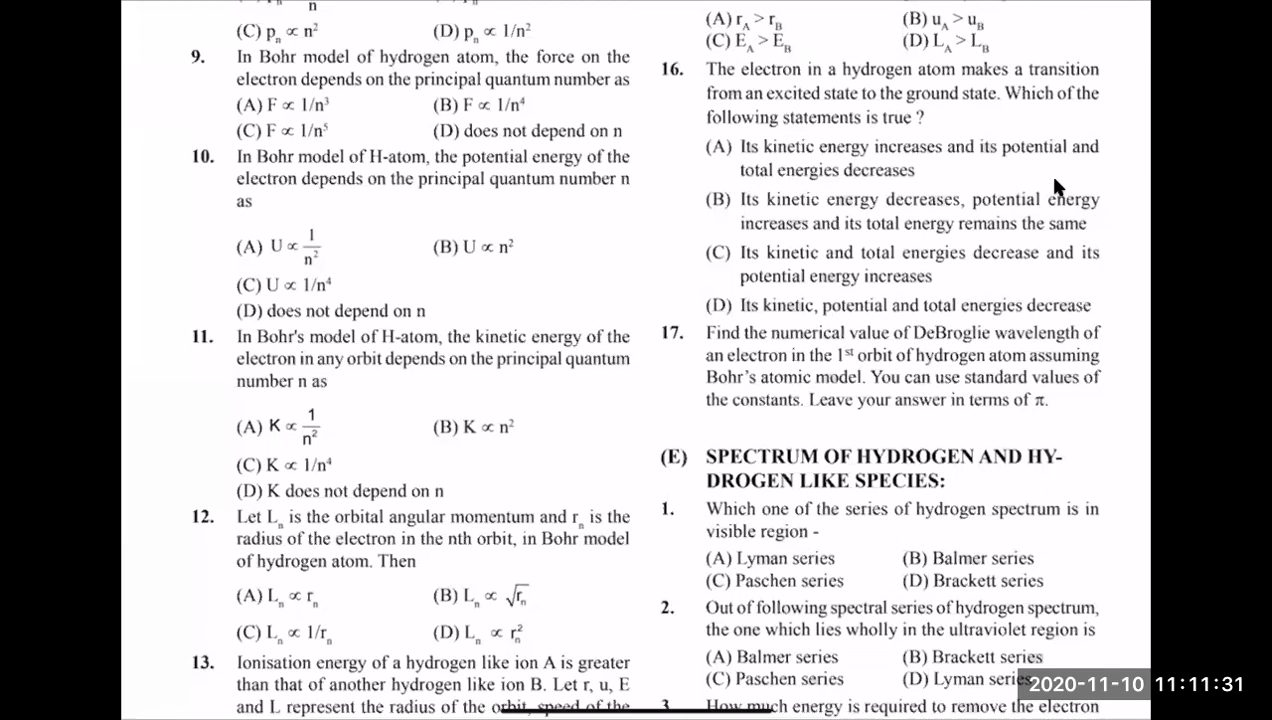 n
(C) pₙ ∝ n² (D) pₙ ∝ 1/n²
9. In Bohr model of hydrogen atom, the force on the
electron depends on the principal quantum number as
(A) F ∝ 1/n³ (B) F ∝ 1/n⁴
(C) F ∝ 1/n⁵ (D) does not depend on n
10. In Bohr model of H-atom, the potential energy of the
electron depends on the principal quantum number n
as
(A) U ∝ 1/n² (B) U ∝ n²
(C) U ∝ 1/n⁴
(D) does not depend on n
11. In Bohr's model of H-atom, the kinetic energy of the
electron in any orbit depends on the principal quantum
number n as
(A) K ∝ 1/n² (B) K ∝ n²
(C) K ∝ 1/n⁴
(D) K does not depend on n
12. Let Lₙ is the orbital angular momentum and rₙ is the
radius of the electron in the nth orbit, in Bohr model
of hydrogen atom. Then
(A) Lₙ ∝ rₙ (B) Lₙ ∝ √rₙ
(C) Lₙ ∝ 1/rₙ (D) Lₙ ∝ rₙ²
13. Ionisation energy of a hydrogen like ion A is greater
than that of another hydrogen like ion B. Let r, u, E
and L represent the radius of the orbit, speed of the
(A) r_A > r_B (B) u_A > u_B
(C) E_A > E_B (D) L_A > L_B
16. The electron in a hydrogen atom makes a transition
from an excited state to the ground state. Which of the
following statements is true ?
(A) Its kinetic energy increases and its potential and
total energies decreases
(B) Its kinetic energy decreases, potential energy
increases and its total energy remains the same
(C) Its kinetic and total energies decrease and its
potential energy increases
(D) Its kinetic, potential and total energies decrease
17. Find the numerical value of DeBroglie wavelength of
an electron in the 1ˢᵗ orbit of hydrogen atom assuming
Bohr’s atomic model. You can use standard values of
the constants. Leave your answer in terms of π.
(E) SPECTRUM OF HYDROGEN AND HY-
DROGEN LIKE SPECIES:
1. Which one of the series of hydrogen spectrum is in
visible region -
(A) Lyman series (B) Balmer series
(C) Paschen series (D) Brackett series
2. Out of following spectral series of hydrogen spectrum,
the one which lies wholly in the ultraviolet region is
(A) Balmer series (B) Brackett series
(C) Paschen series (D) Lyman series
3. How much energy is required to remove the electron
2020-11-10 11:11:31